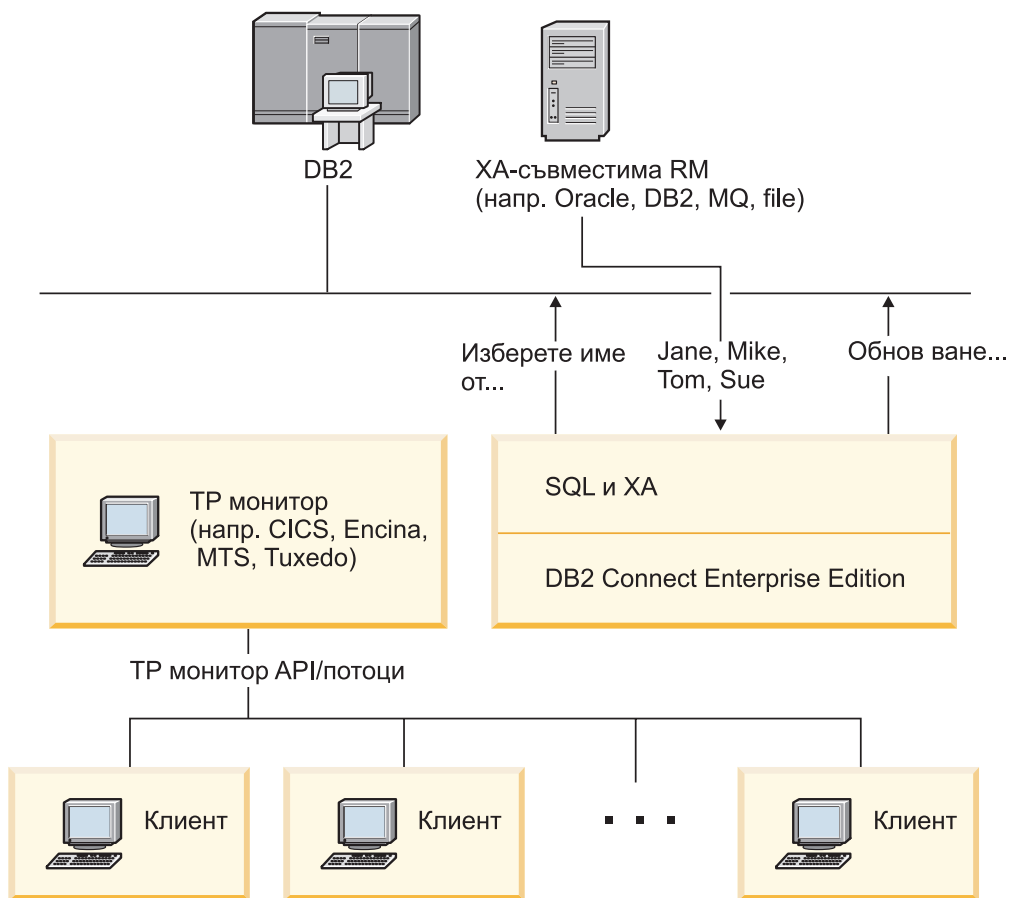 DB2
XA-съвместима RM
(напр. Oracle, DB2, MQ, file)
Изберете име
от...
Jane, Mike,
Tom, Sue
Обнов ване...
TP монитор
(напр. CICS, Encina,
MTS, Tuxedo)
SQL и XA
DB2 Connect Enterprise Edition
TP монитор API/потоци
Клиент
Клиент
Клиент